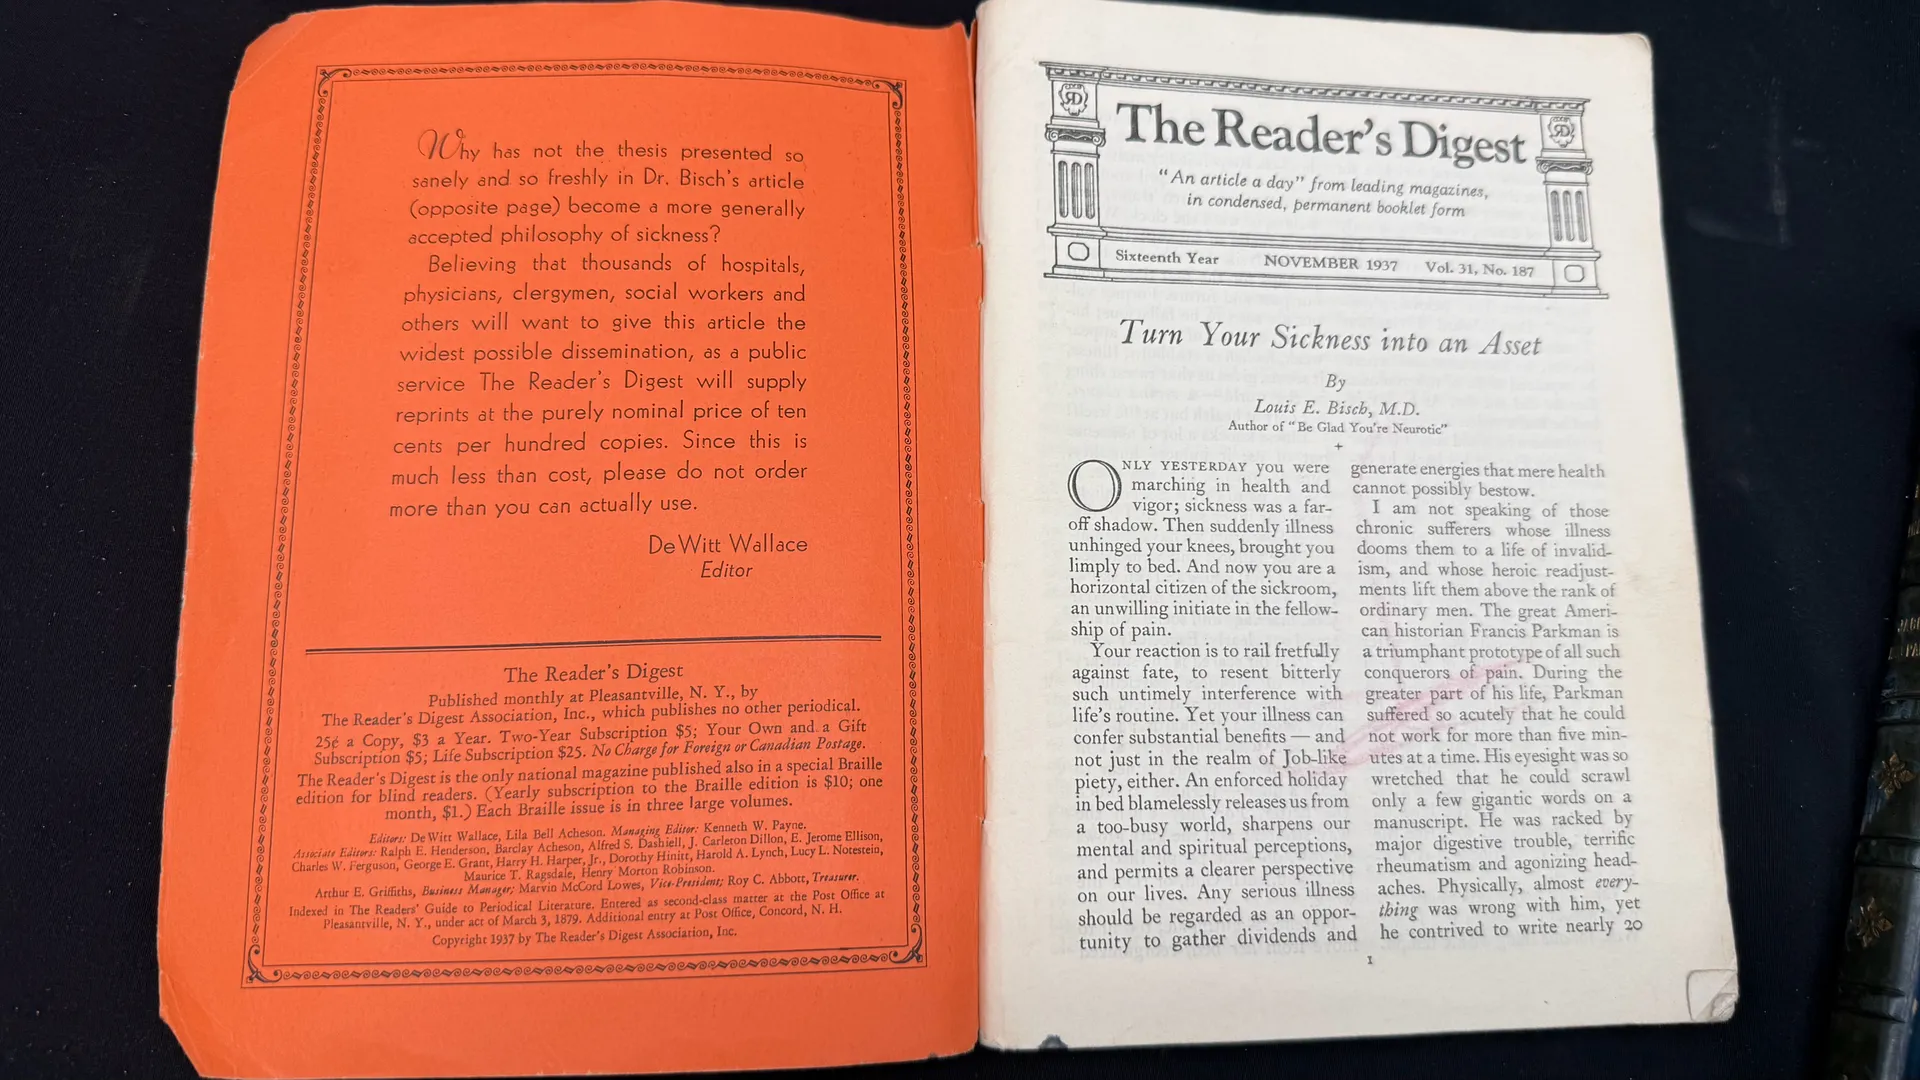 Why has not the thesis presented so
sanely and so freshly in Dr. Bisch's article
(opposite page) become a more generally
accepted philosophy of sickness?
Believing that thousands of hospitals,
physicians, clergymen, social workers and
others will want to give this article the
widest possible dissemination, as a public
service The Reader's Digest will supply
reprints at the purely nominal price of ten
cents per hundred copies. Since this is
much less than cost, please do not order
more than you can actually use.
DeWitt Wallace
Editor
The Reader's Digest
Published monthly at Pleasantville, N. Y., by
The Reader's Digest Association, Inc., which publishes no other periodical.
25¢ a Copy, $3 a Year. Two-Year Subscription $5; Your Own and a Gift
Subscription $5; Life Subscription $25. No Charge for Foreign or Canadian Postage.
The Reader's Digest is the only national magazine published also in a special Braille
edition for blind readers. (Yearly subscription to the Braille edition is $10; one
month, $1.) Each Braille issue is in three large volumes.
Editors: DeWitt Wallace, Lila Bell Acheson. Managing Editor: Kenneth W. Payne.
Associate Editors: Ralph E. Henderson, Barclay Acheson, Alfred S. Dashiell, J. Carleton Dillon, E. Jerome Ellison,
Charles W. Ferguson, George E. Grant, Harry H. Harper, Jr., Dorothy Hinitt, Harold A. Lynch, Lucy L. Notestein,
Maurice T. Ragsdale, Henry Morton Robinson.
Arthur E. Griffiths, Business Manager; Marvin McCord Lowes, Vice-President; Roy C. Abbott, Treasurer.
Indexed in The Readers' Guide to Periodical Literature. Entered as second-class matter at the Post Office at
Pleasantville, N. Y., under act of March 3, 1879. Additional entry at Post Office, Concord, N. H.
Copyright 1937 by The Reader's Digest Association, Inc.
RD
RD
The Reader's Digest
"An article a day" from leading magazines,
in condensed, permanent booklet form
Sixteenth Year NOVEMBER 1937 Vol. 31, No. 187
Turn Your Sickness into an Asset
By
Louis E. Bisch, M.D.
Author of "Be Glad You're Neurotic"
ONLY YESTERDAY you were
marching in health and
vigor; sickness was a far-
off shadow. Then suddenly illness
unhinged your knees, brought you
limply to bed. And now you are a
horizontal citizen of the sickroom,
an unwilling initiate in the fellow-
ship of pain.
Your reaction is to rail fretfully
against fate, to resent bitterly
such untimely interference with
life's routine. Yet your illness can
confer substantial benefits — and
not just in the realm of Job-like
piety, either. An enforced holiday
in bed blamelessly releases us from
a too-busy world, sharpens our
mental and spiritual perceptions,
and permits a clearer perspective
on our lives. Any serious illness
should be regarded as an oppor-
tunity to gather dividends and
generate energies that mere health
cannot possibly bestow.
I am not speaking of those
chronic sufferers whose illness
dooms them to a life of invalid-
ism, and whose heroic readjust-
ments lift them above the rank of
ordinary men. The great Ameri-
can historian Francis Parkman is
a triumphant prototype of all such
conquerors of pain. During the
greater part of his life, Parkman
suffered so acutely that he could
not work for more than five min-
utes at a time. His eyesight was so
wretched that he could scrawl
only a few gigantic words on a
manuscript. He was racked by
major digestive trouble, terrific
rheumatism and agonizing head-
aches. Physically, almost every-
thing was wrong with him, yet
he contrived to write nearly 20
1